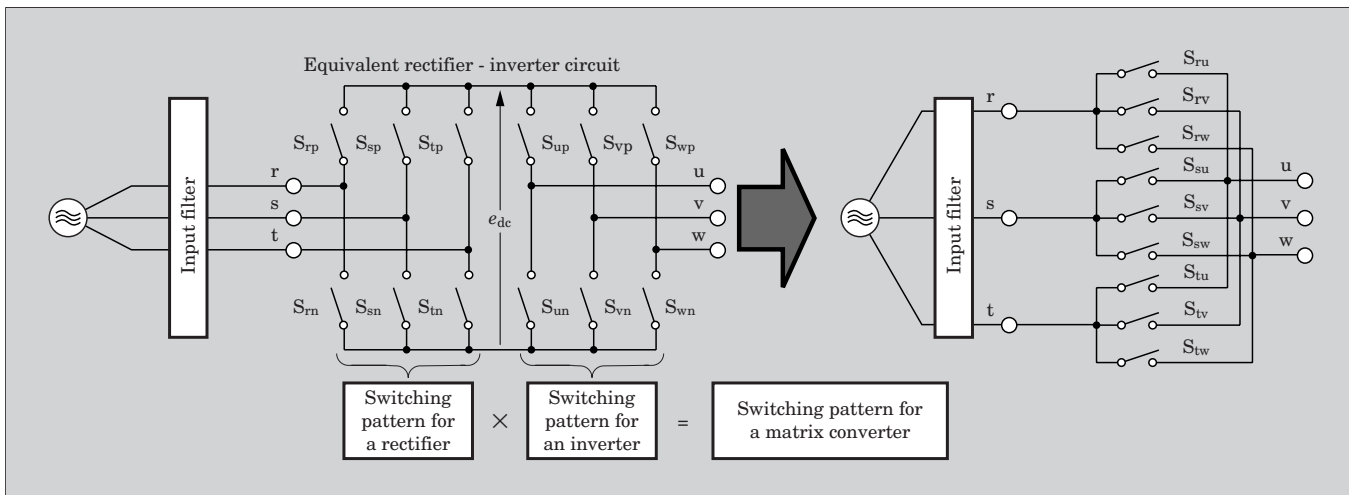 Equivalent rectifier - inverter circuit
Input filter
r
s
t
Srp
Ssp
Stp
Srn
Ssn
Stn
edc
Sup
Svp
Swp
Sun
Svn
Swn
u
v
w
Switching
pattern for
a rectifier
×
Switching
pattern for
an inverter
=
Switching pattern for
a matrix converter
Input filter
r
s
t
Sru
Srv
Srw
Ssu
Ssv
Ssw
Stu
Stv
Stw
u
v
w